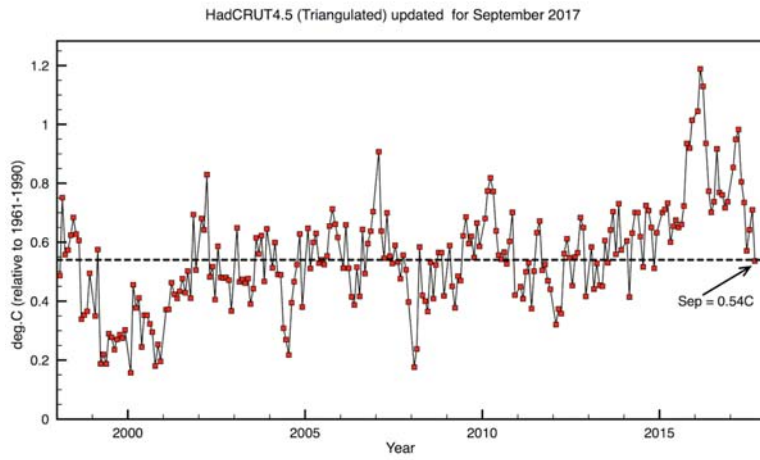 HadCRUT4.5 (Triangulated) updated for September 2017
deg.C (relative to 1961-1990)
1.2
1
0.8
0.6
0.4
0.2
0
Sep = 0.54C
2000 2005 2010 2015
Year